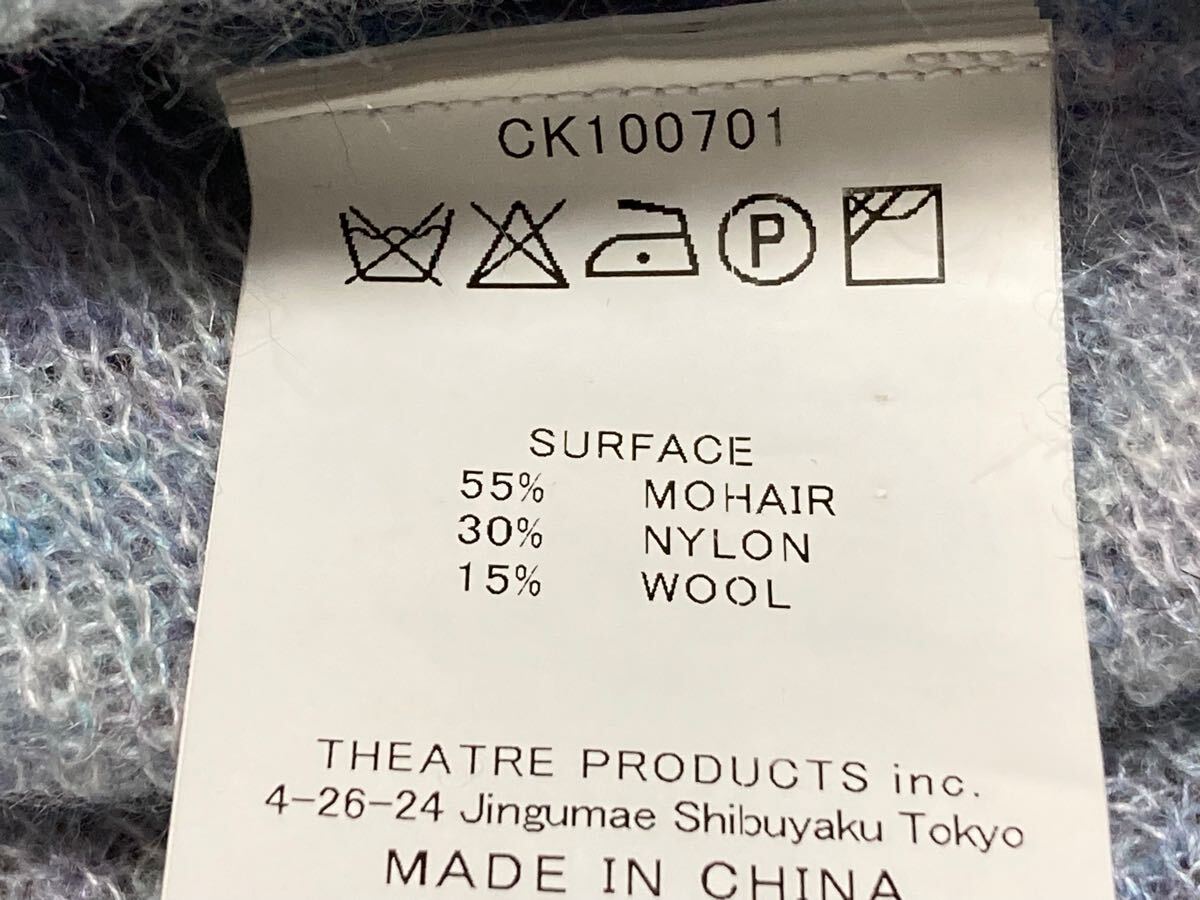 CK100701
P
SURFACE
55% MOHAIR
30% NYLON
15% WOOL
THEATRE PRODUCTS inc.
4-26-24 Jingumae Shibuyaku Tokyo
MADE IN CHINA